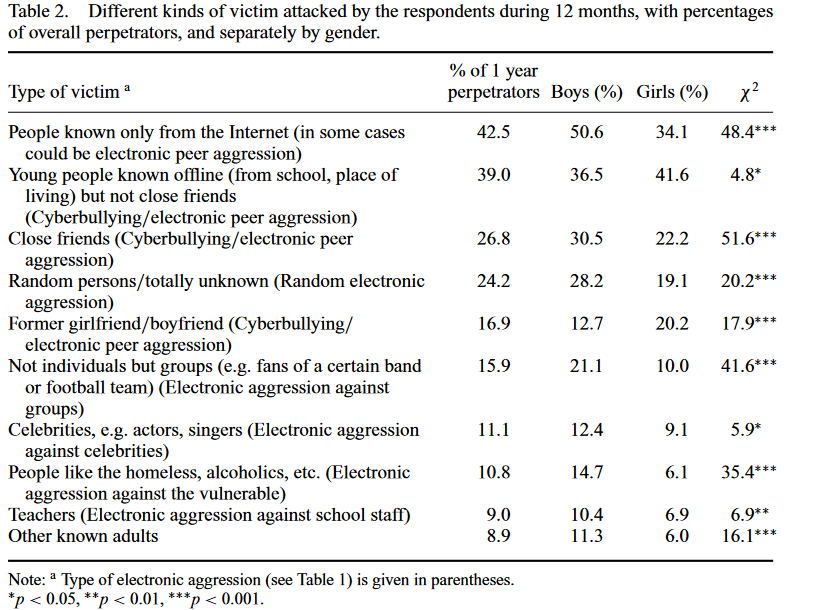 Table 2. Different kinds of victim attacked by the respondents during 12 months, with percentages
of overall perpetrators, and separately by gender.
% of 1 year
Type of victim a perpetrators Boys (%) Girls (%) χ2
People known only from the Internet (in some cases 42.5 50.6 34.1 48.4***
could be electronic peer aggression)
Young people known offline (from school, place of 39.0 36.5 41.6 4.8*
living) but not close friends
(Cyberbullying/electronic peer aggression)
Close friends (Cyberbullying/electronic peer 26.8 30.5 22.2 51.6***
aggression)
Random persons/totally unknown (Random electronic 24.2 28.2 19.1 20.2***
aggression)
Former girlfriend/boyfriend (Cyberbullying/ 16.9 12.7 20.2 17.9***
electronic peer aggression)
Not individuals but groups (e.g. fans of a certain band 15.9 21.1 10.0 41.6***
or football team) (Electronic aggression against
groups)
Celebrities, e.g. actors, singers (Electronic aggression 11.1 12.4 9.1 5.9*
against celebrities)
People like the homeless, alcoholics, etc. (Electronic 10.8 14.7 6.1 35.4***
aggression against the vulnerable)
Teachers (Electronic aggression against school staff) 9.0 10.4 6.9 6.9**
Other known adults 8.9 11.3 6.0 16.1***
Note: a Type of electronic aggression (see Table 1) is given in parentheses.
*p < 0.05, **p < 0.01, ***p < 0.001.